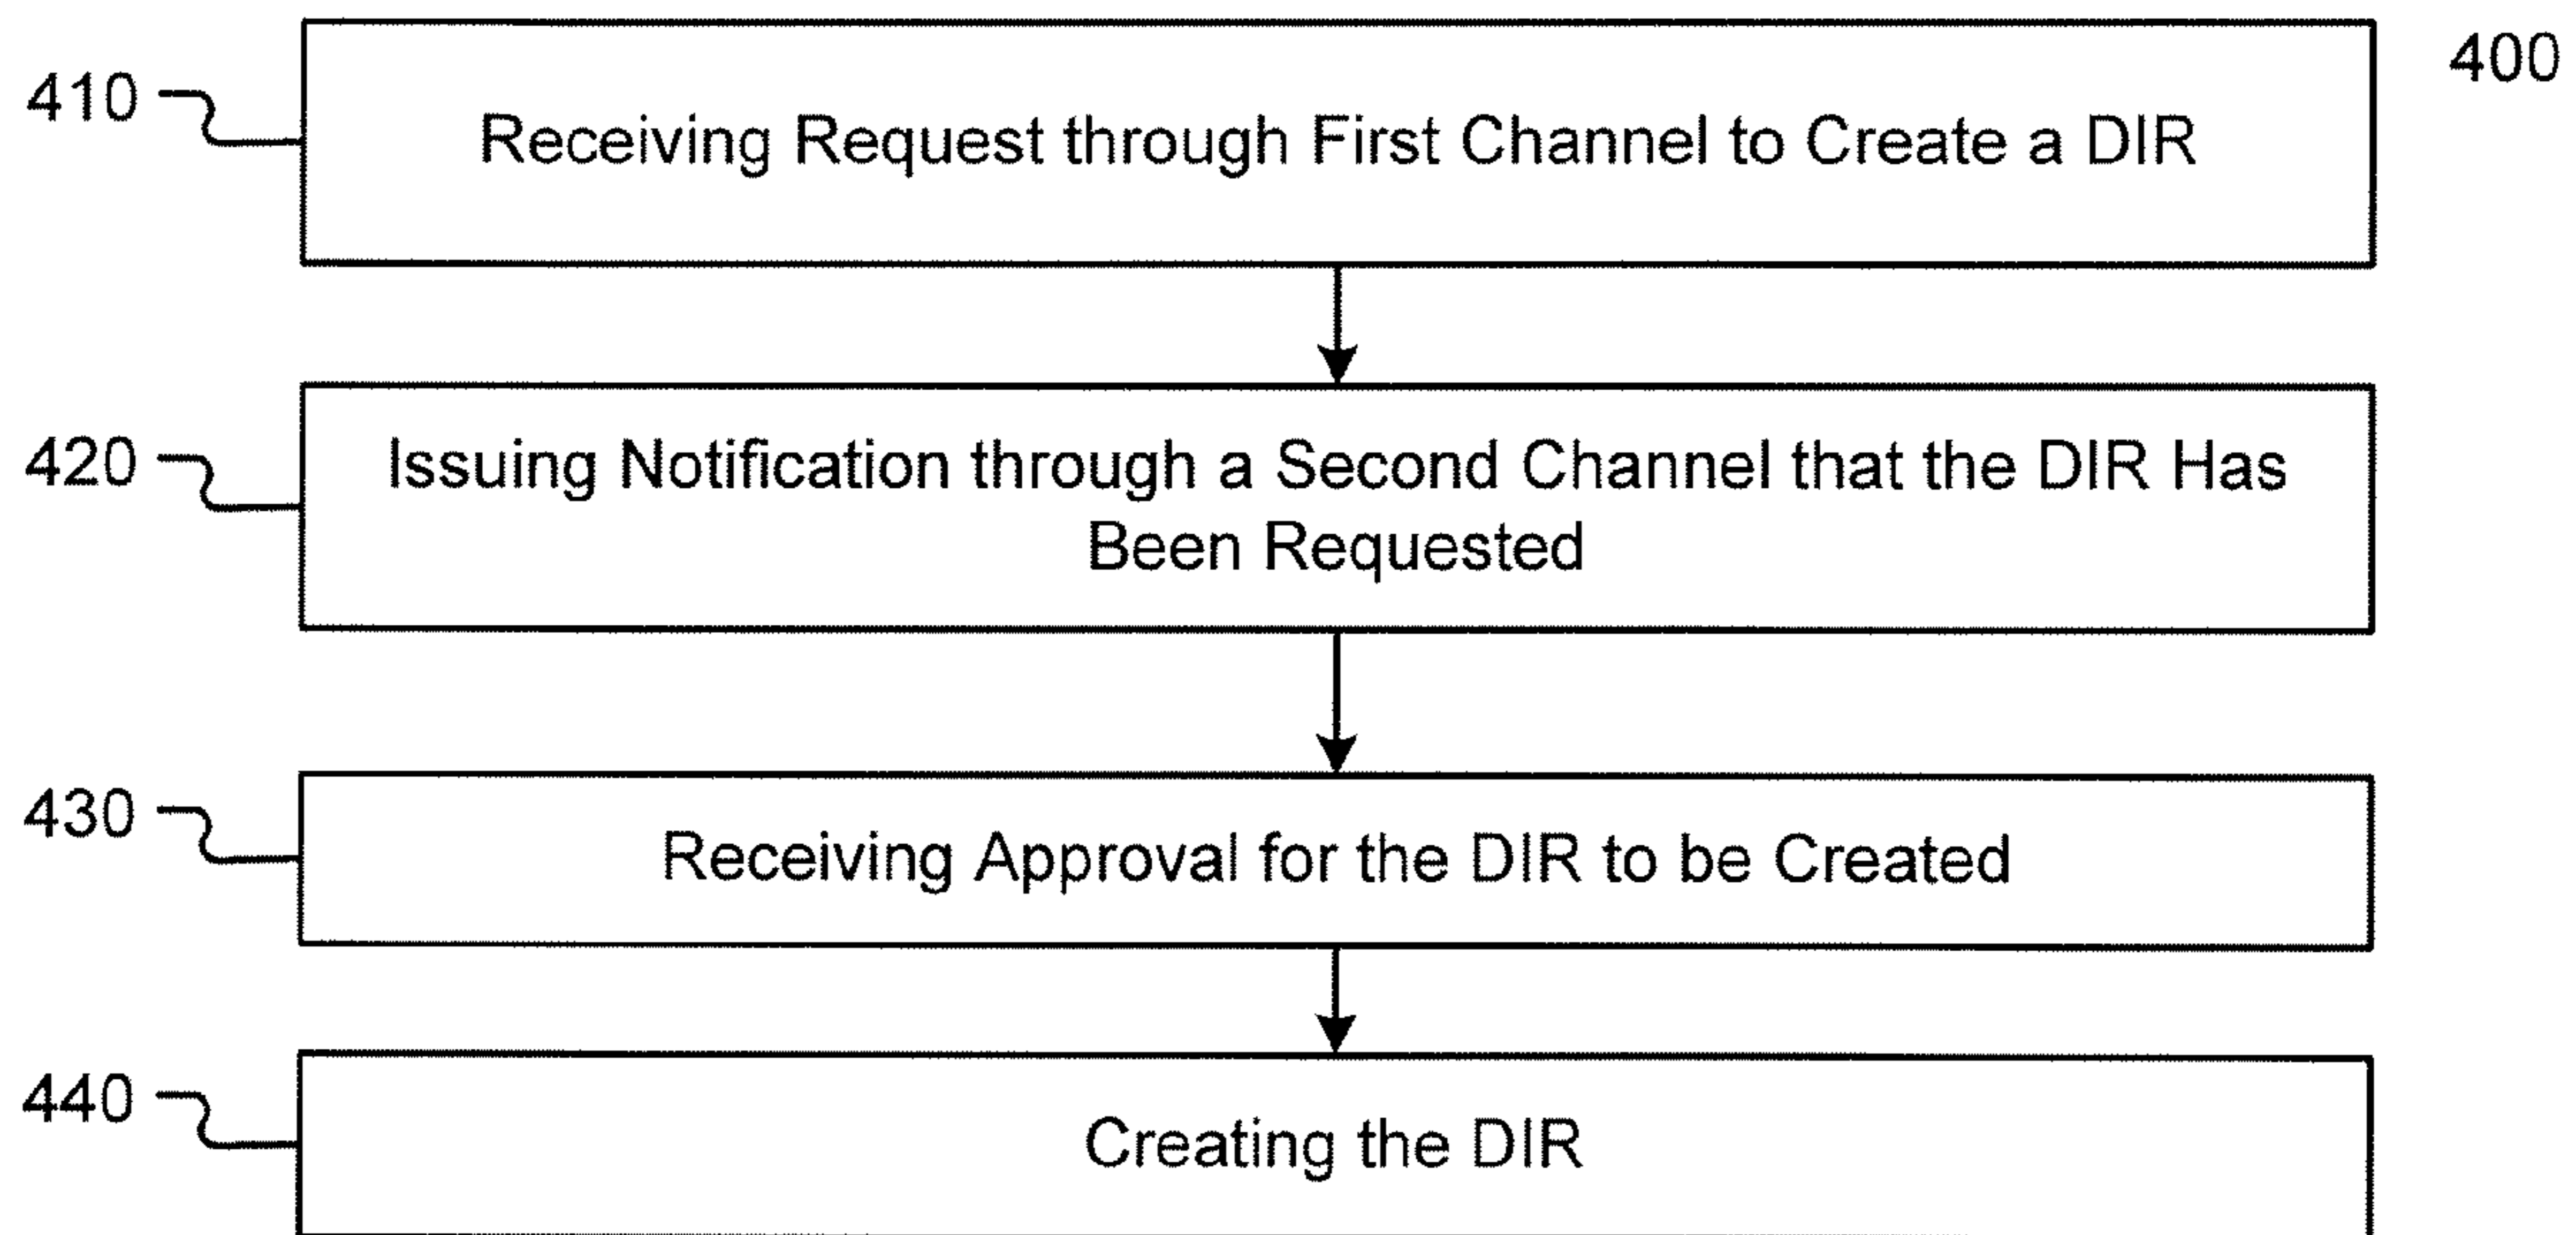 400
410
Receiving Request through First Channel to Create a DIR
420
Issuing Notification through a Second Channel that the DIR Has
Been Requested
430
Receiving Approval for the DIR to be Created
440
Creating the DIR